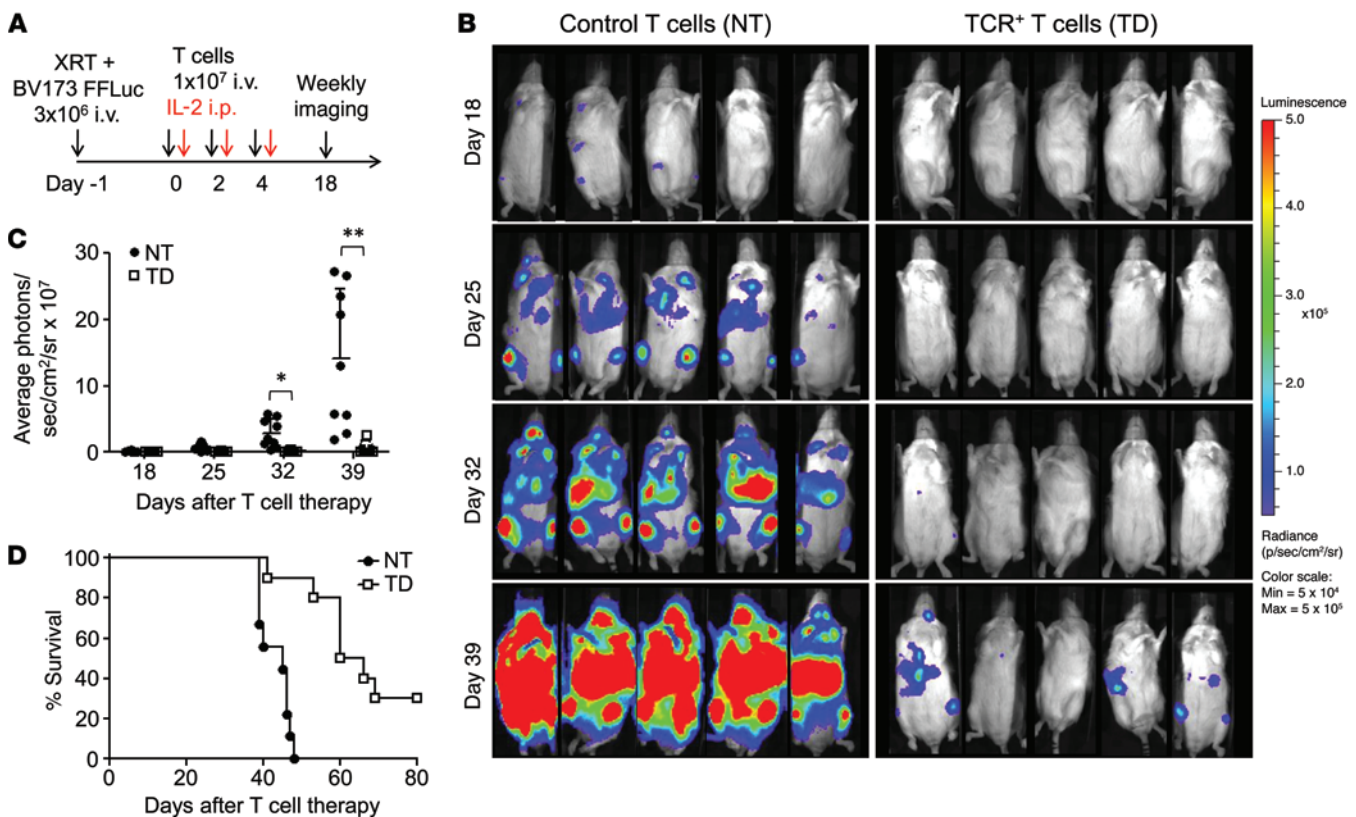 A
XRT +
BV173 FFLuc
3x10⁶ i.v.
T cells
1x10⁷ i.v.
IL-2 i.p.
Weekly
imaging
Day -1
0
2
4
18
B
Control T cells (NT)
TCR⁺ T cells (TD)
Day 18
Day 25
Day 32
Day 39
Luminescence
5.0
4.0
3.0
x10⁵
2.0
1.0
Radiance
(p/sec/cm²/sr)
Color scale:
Min = 5 x 10⁴
Max = 5 x 10⁵
C
NT
TD
**
*
Average photons/
sec/cm²/sr x 10⁷
30
20
10
0
18 25 32 39
Days after T cell therapy
D
NT
TD
% Survival
100
80
60
40
20
0
0 20 40 60 80
Days after T cell therapy